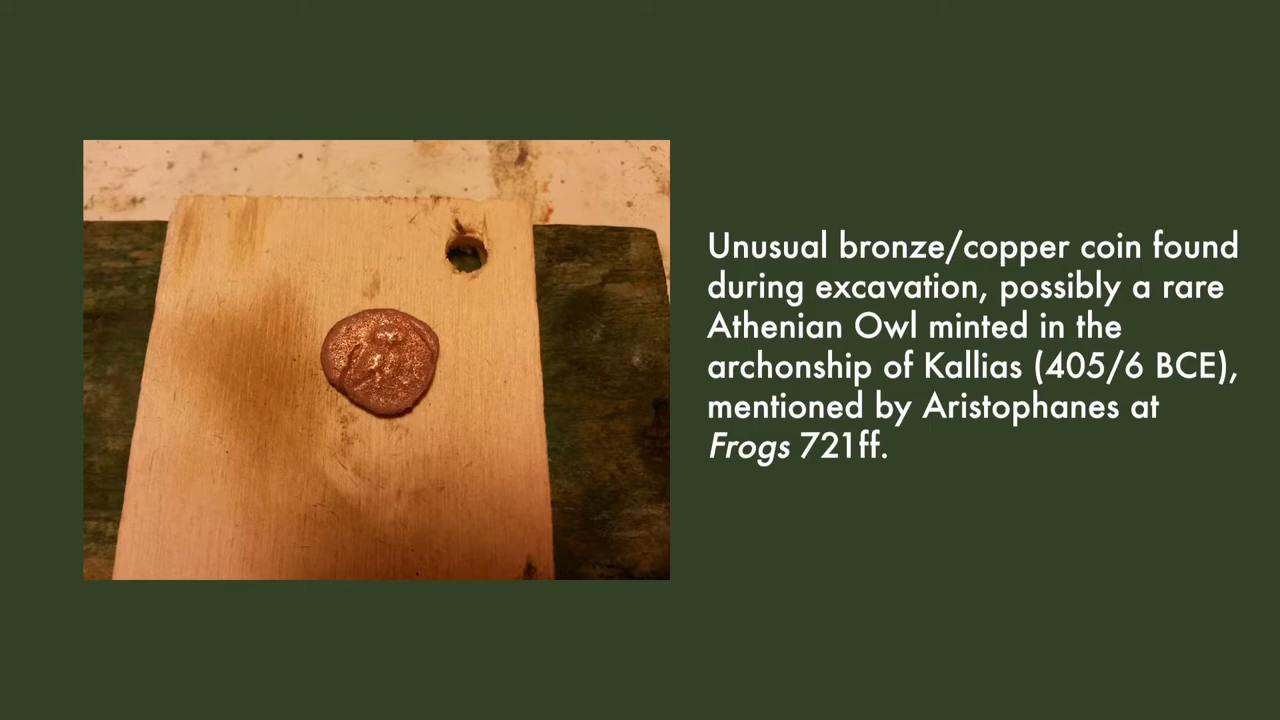 Unusual bronze/copper coin found
during excavation, possibly a rare
Athenian Owl minted in the
archonship of Kallias (405/6 BCE),
mentioned by Aristophanes at
Frogs 721ff.